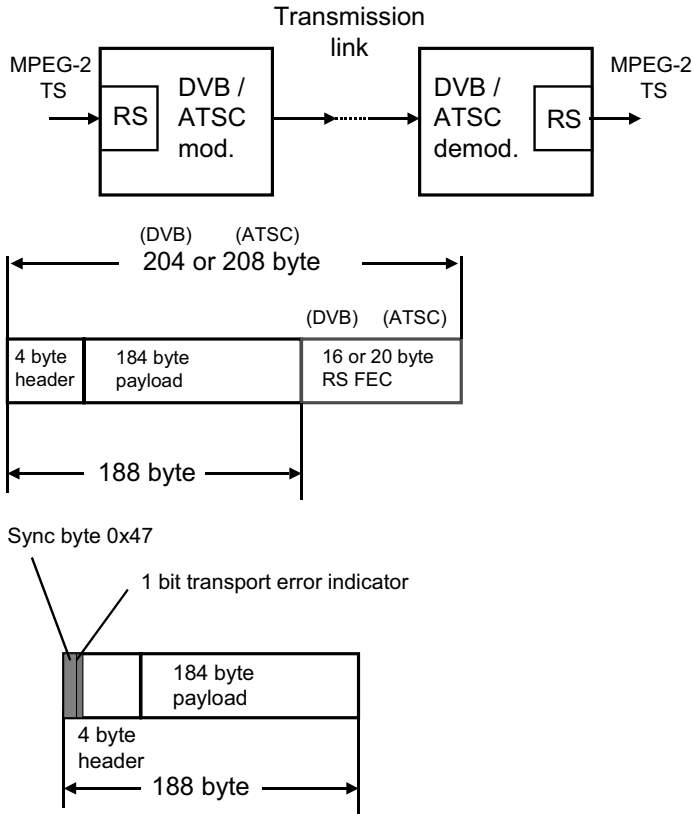 Transmission
link
MPEG-2
TS
RS
DVB /
ATSC
mod.
DVB /
ATSC
demod.
RS
MPEG-2
TS
(DVB) (ATSC)
204 or 208 byte
(DVB) (ATSC)
4 byte
header
184 byte
payload
16 or 20 byte
RS FEC
188 byte
Sync byte 0x47
1 bit transport error indicator
184 byte
payload
4 byte
header
188 byte